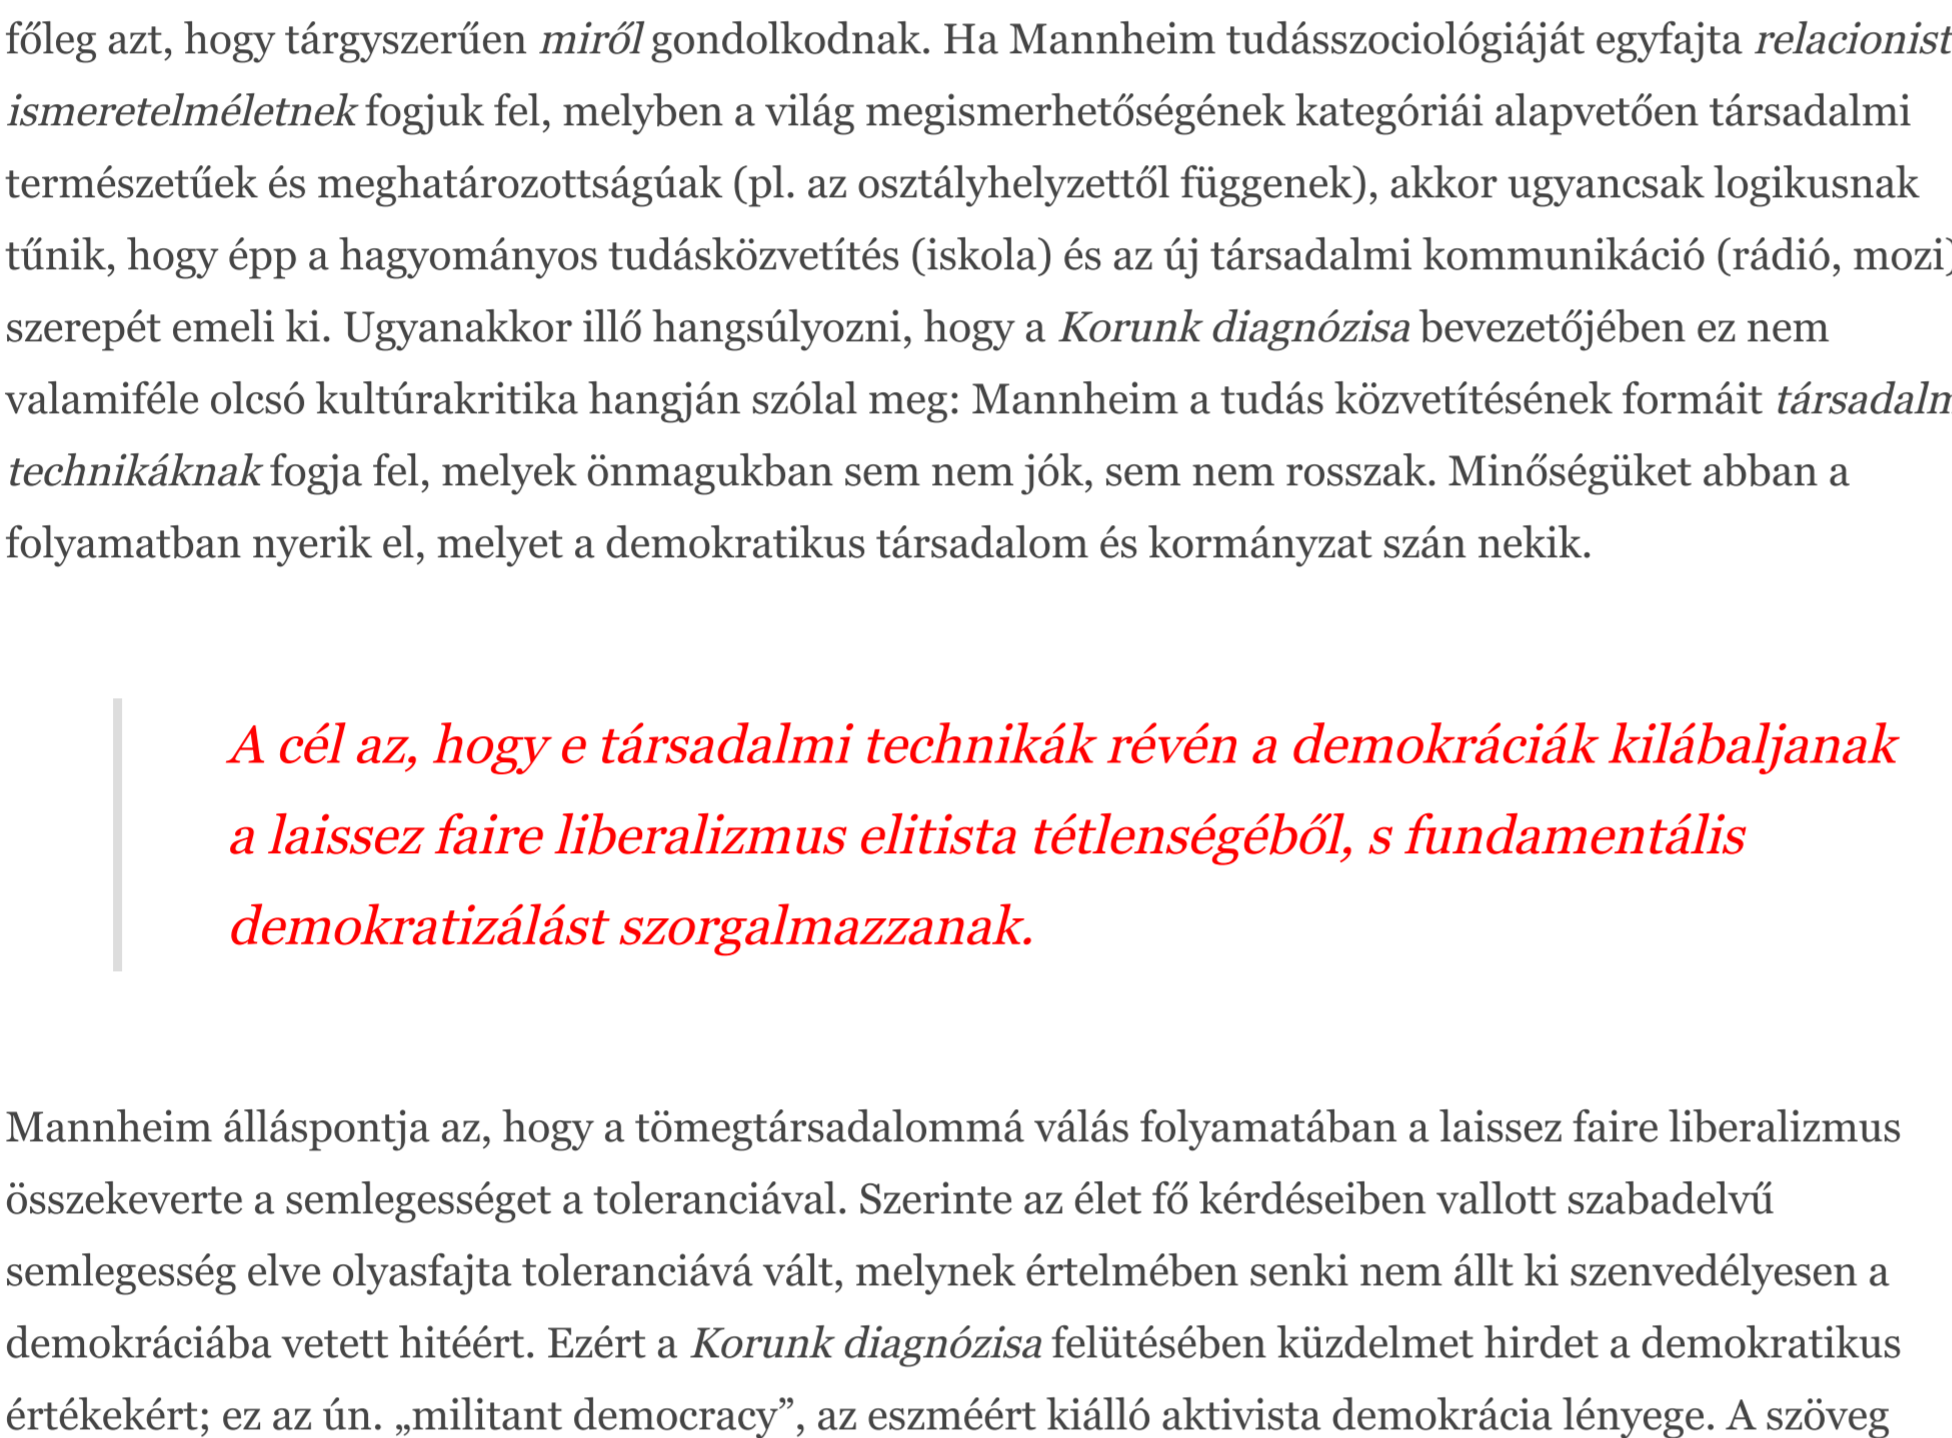 főleg azt, hogy tárgyszerűen miről gondolkodnak. Ha Mannheim tudásszociológiáját egyfajta relacionist
ismeretelméletnek fogjuk fel, melyben a világ megismerhetőségének kategóriái alapvetően társadalmi
természetűek és meghatározottságúak (pl. az osztályhelyzettől függenek), akkor ugyancsak logikusnak
tűnik, hogy épp a hagyományos tudásközvetítés (iskola) és az új társadalmi kommunikáció (rádió, mozi)
szerepét emeli ki. Ugyanakkor illő hangsúlyozni, hogy a Korunk diagnózisa bevezetőjében ez nem
valamiféle olcsó kultúrakritika hangján szólal meg: Mannheim a tudás közvetítésének formáit társadalm
technikáknak fogja fel, melyek önmagukban sem nem jók, sem nem rosszak. Minőségüket abban a
folyamatban nyerik el, melyet a demokratikus társadalom és kormányzat szán nekik.
A cél az, hogy e társadalmi technikák révén a demokráciák kilábaljanak
a laissez faire liberalizmus elitista tétlenségéből, s fundamentális
demokratizálást szorgalmazzanak.
Mannheim álláspontja az, hogy a tömegtársadalommá válás folyamatában a laissez faire liberalizmus
összekeverte a semlegességet a toleranciával. Szerinte az élet fő kérdéseiben vallott szabadelvű
semlegesség elve olyasfajta toleranciává vált, melynek értelmében senki nem állt ki szenvedélyesen a
demokráciába vetett hitéért. Ezért a Korunk diagnózisa felütésében küzdelmet hirdet a demokratikus
értékekért; ez az ún. „militant democracy”, az eszméért kiálló aktivista demokrácia lényege. A szöveg